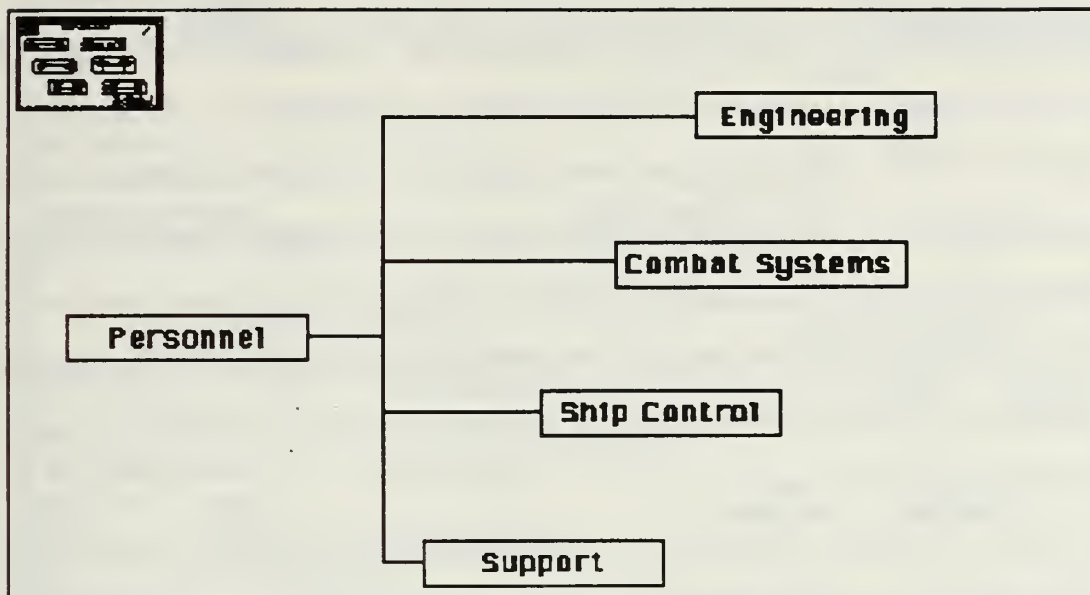 Engineering
Combat Systems
Personnel
Ship Control
Support